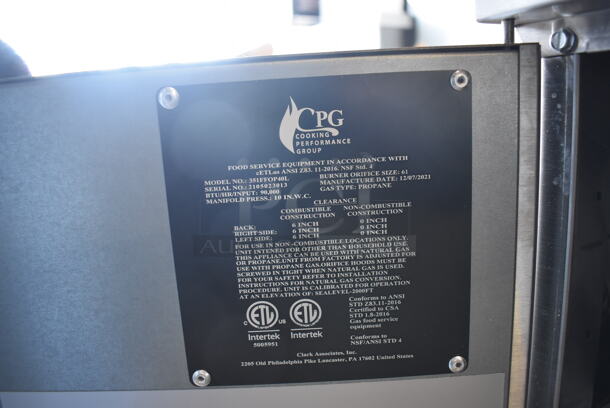 CPG
COOKING
PERFORMANCE
GROUP
FOOD SERVICE EQUIPMENT IN ACCORDANCE WITH
cETLus ANSI Z83. 11-2016. NSF Std. 4
MODEL NO.: 351FFOP40L BURNER ORIFICE SIZE: 61
SERIAL NO.: 2105023013 MANUFACTURE DATE: 12/07/2021
BTU/HR/INPUT: 90,000 GAS TYPE: PROPANE
MANIFOLD PRESS.: 10 IN.W.C.
CLEARANCE
COMBUSTIBLE NON-COMBUSTIBLE
CONSTRUCTION CONSTRUCTION
BACK: 6 INCH 0 INCH
RIGHT SIDE: 6 INCH 0 INCH
LEFT SIDE: 6 INCH 0 INCH
FOR USE IN NON-COMBUSTIBLE LOCATIONS ONLY.
UNIT INTENDED FOR OTHER THAN HOUSEHOLD USE.
THIS APPLIANCE CAN BE USED WITH NATURAL GAS
OR PROPANE.UNIT FROM FACTORY IS ADJUSTED FOR
USE WITH PROPANE GAS.ORIFICE HOODS MUST BE
SCREWED IN TIGHT WHEN NATURAL GAS IS USED.
FOR YOUR SAFETY REFER TO INSTALLATION
INSTRUCTIONS FOR NATURAL GAS CONVERSION.
PROCEDURE. UNIT IS CALIBRATED FOR OPERATION
AT AN ELEVATION OF: SEALEVEL-2000FT
C ETL US ETL
Intertek Intertek
5005951
Conforms to ANSI
STD Z83.11-2016
Certified to CSA
STD 1.8-2016
Gas food service
equipment
Conforms to
NSF/ANSI STD 4
Clark Associates, Inc.
2205 Old Philadelphia Pike Lancaster, PA 17602 United States